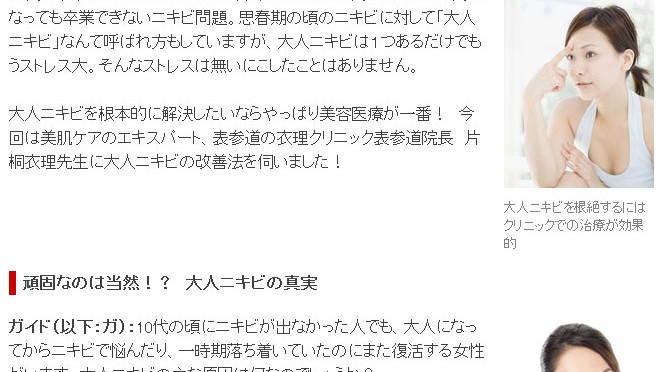 なっても卒業できないニキビ問題。思春期の頃のニキビに対して「大人
ニキビ」なんて呼ばれ方もしていますが、大人ニキビは1つあるだけでも
うストレス大。そんなストレスは無いにこしたことはありません。
大人ニキビを根本的に解決したいならやっぱり美容医療が一番！　今
回は美肌ケアのエキスパート、表参道の衣理クリニック表参道院長　片
桐衣理先生に大人ニキビの改善法を伺いました！
大人ニキビを根絶するには
クリニックでの治療が効果
的
頑固なのは当然！？　大人ニキビの真実
ガイド（以下：ガ）：10代の頃にニキビが出なかった人でも、大人になっ
てからニキビで悩んだり、一時期落ち着いていたのにまた復活する女性